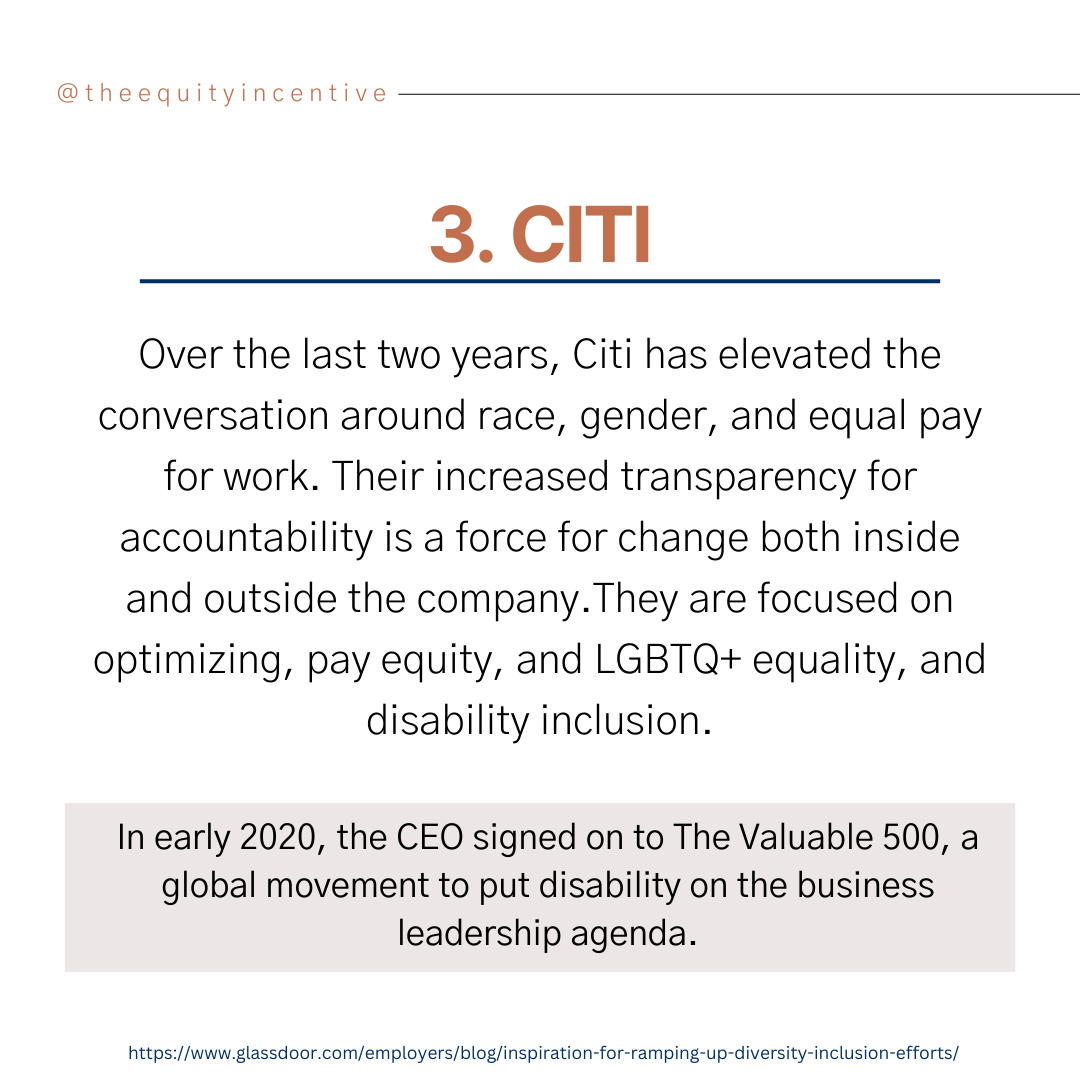 @theequityincentive
3. CITI
Over the last two years, Citi has elevated the
conversation around race, gender, and equal pay
for work. Their increased transparency for
accountability is a force for change both inside
and outside the company.They are focused on
optimizing, pay equity, and LGBTQ+ equality, and
disability inclusion.
In early 2020, the CEO signed on to The Valuable 500, a
global movement to put disability on the business
leadership agenda.
https://www.glassdoor.com/employers/blog/inspiration-for-ramping-up-diversity-inclusion-efforts/